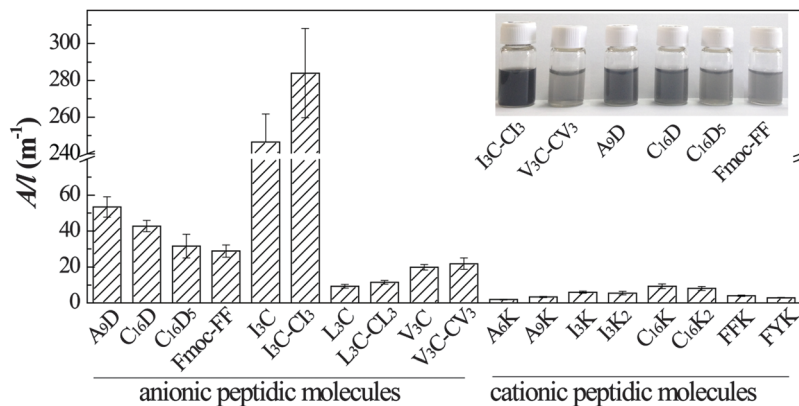 300
280
260
240
60
40
20
0
A/l (m⁻¹)
I₃C-CI₃
V₃C-CV₃
A₉D
C₁₆D
C₁₆D₅
Fmoc-FF
A₉D
C₁₆D
C₁₆D₅
Fmoc-FF
I₃C
I₃C-CI₃
L₃C
L₃C-CL₃
V₃C
V₃C-CV₃
A₆K
A₉K
I₃K
I₃K₂
C₁₆K
C₁₆K₂
FFK
FYK
anionic peptidic molecules
cationic peptidic molecules